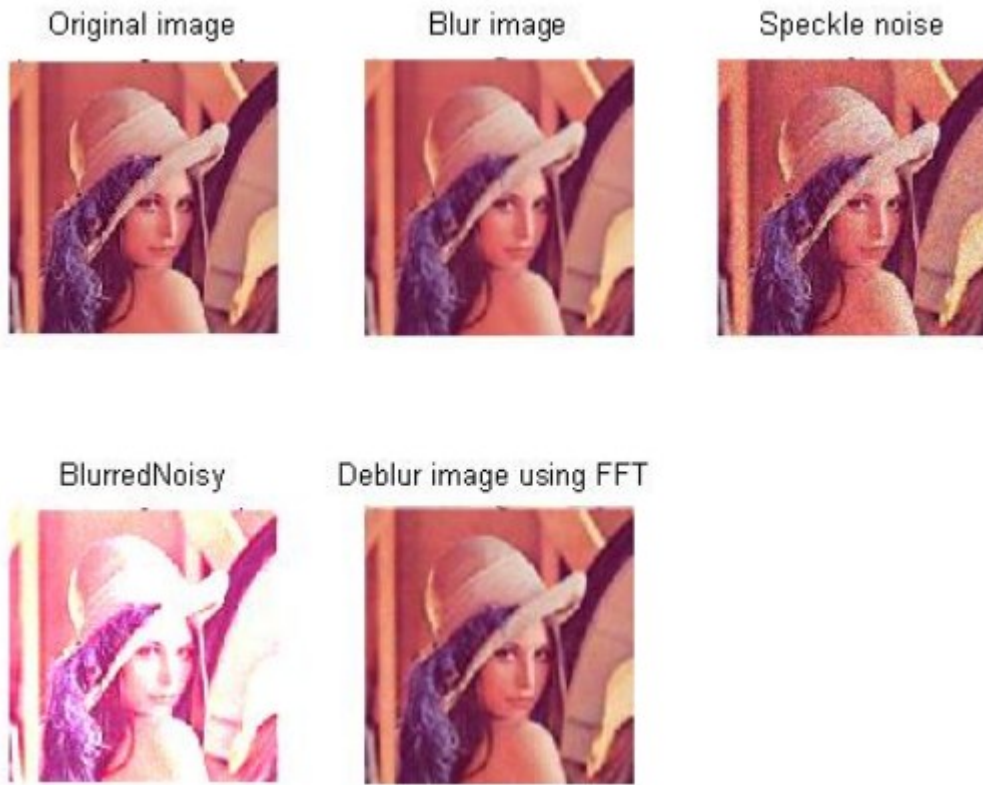 Original image
Blur image
Speckle noise
BlurredNoisy
Deblur image using FFT